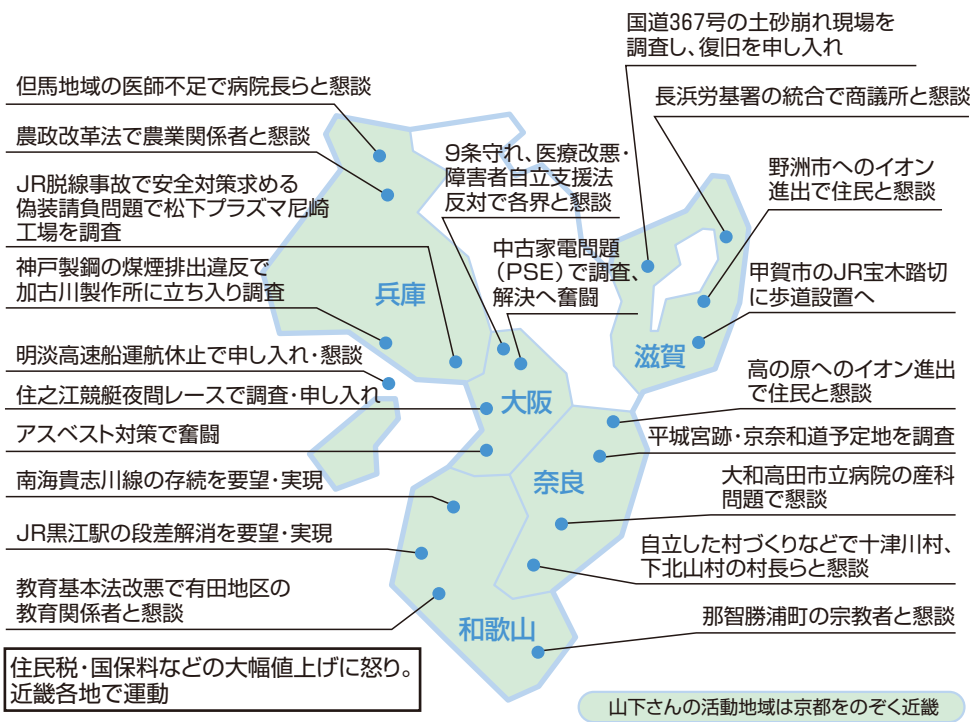 国道367号の土砂崩れ現場を
調査し、復旧を申し入れ
但馬地域の医師不足で病院長らと懇談
長浜労基署の統合で商議所と懇談
農政改革法で農業関係者と懇談
9条守れ、医療改悪・
障害者自立支援法
反対で各界と懇談
野洲市へのイオン
進出で住民と懇談
JR脱線事故で安全対策求める
偽装請負問題で松下プラズマ尼崎
工場を調査
中古家電問題
（PSE）で調査、
解決へ奮闘
神戸製鋼の煤煙排出違反で
加古川製作所に立ち入り調査
甲賀市のJR宝木踏切
に歩道設置へ
兵庫
滋賀
明淡高速船運航休止で申し入れ・懇談
高の原へのイオン進出
で住民と懇談
住之江競艇夜間レースで調査・申し入れ
大阪
アスベスト対策で奮闘
平城宮跡・京奈和道予定地を調査
南海貴志川線の存続を要望・実現
奈良
大和高田市立病院の産科
問題で懇談
JR黒江駅の段差解消を要望・実現
自立した村づくりなどで十津川村、
下北山村の村長らと懇談
教育基本法改悪で有田地区の
教育関係者と懇談
和歌山
那智勝浦町の宗教者と懇談
住民税・国保料などの大幅値上げに怒り。
近畿各地で運動
山下さんの活動地域は京都をのぞく近畿